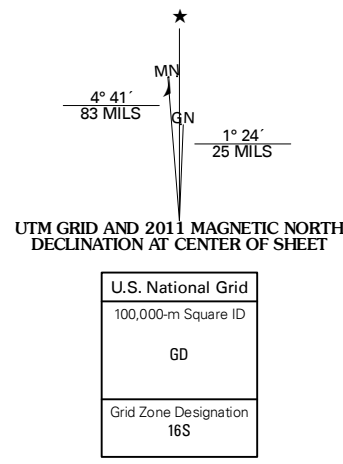 ★
MN
4° 41´
83 MILS
GN
1° 24´
25 MILS
UTM GRID AND 2011 MAGNETIC NORTH
DECLINATION AT CENTER OF SHEET
U.S. National Grid
100,000-m Square ID
GD
Grid Zone Designation
16S